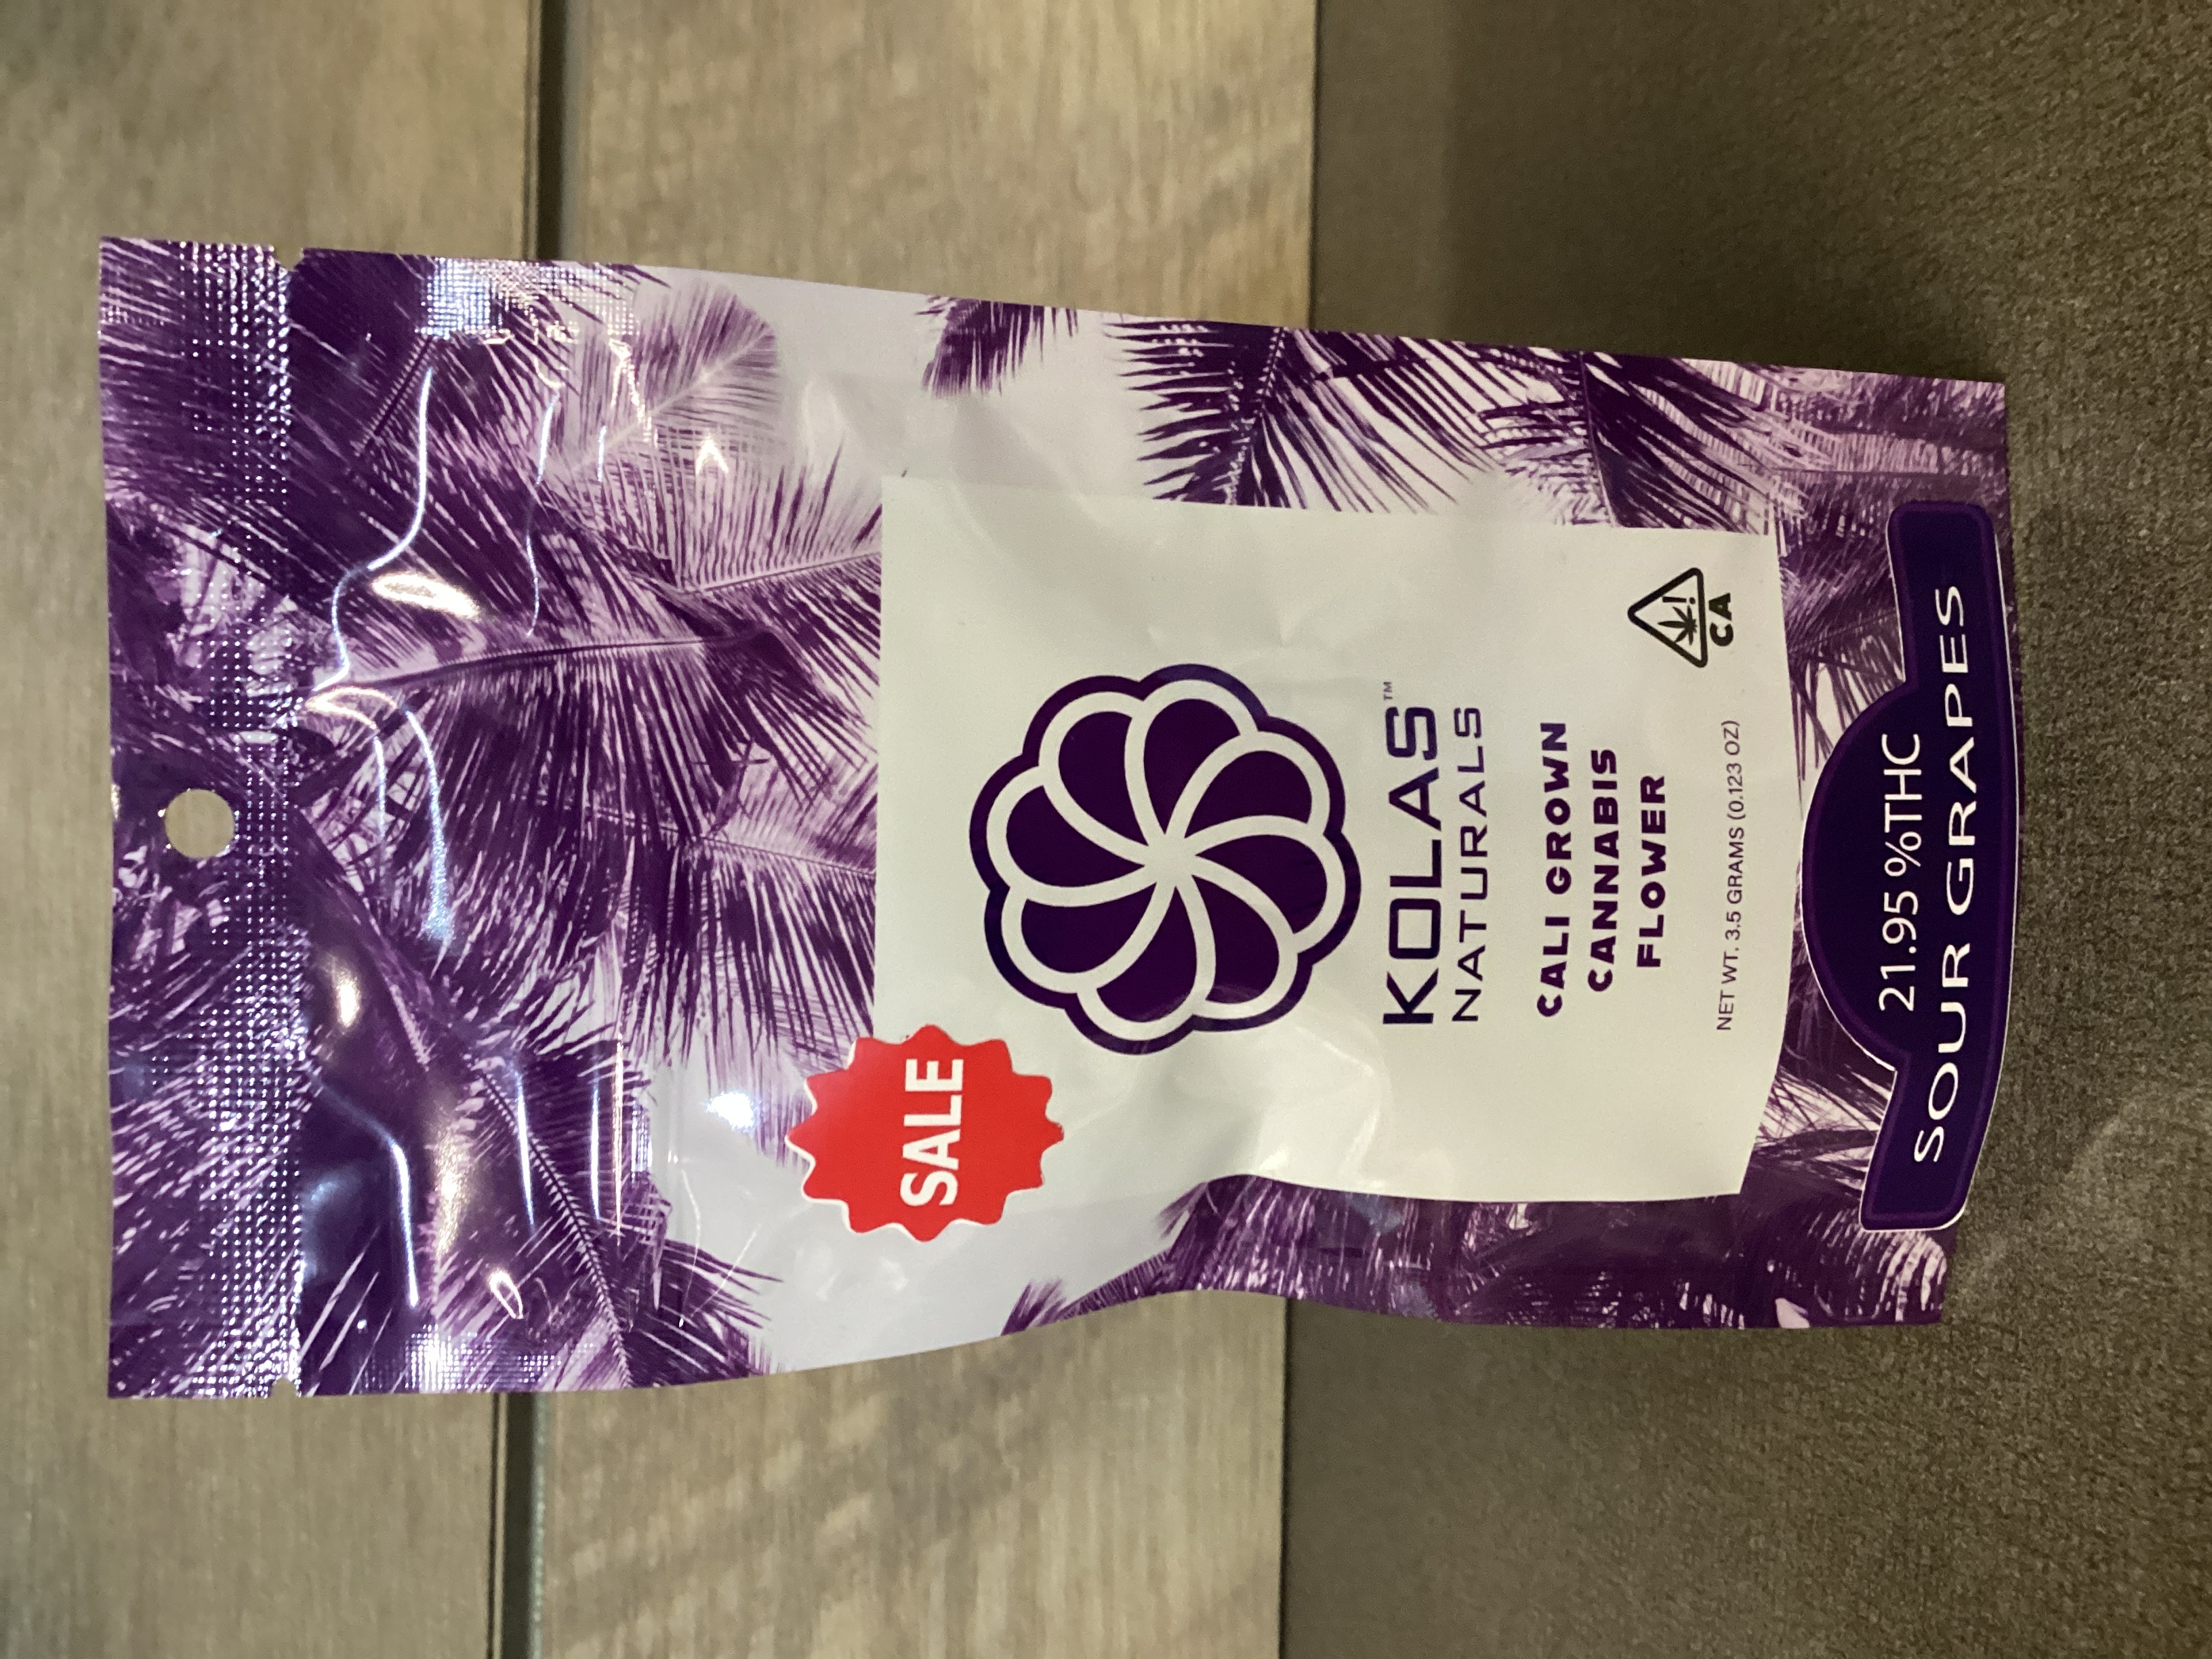 SALE
KOLAS™
NATURALS
CALI GROWN
CANNABIS
FLOWER
NET WT. 3.5 GRAMS (0.123 OZ)
!
CA
21.95 %THC
SOUR GRAPES